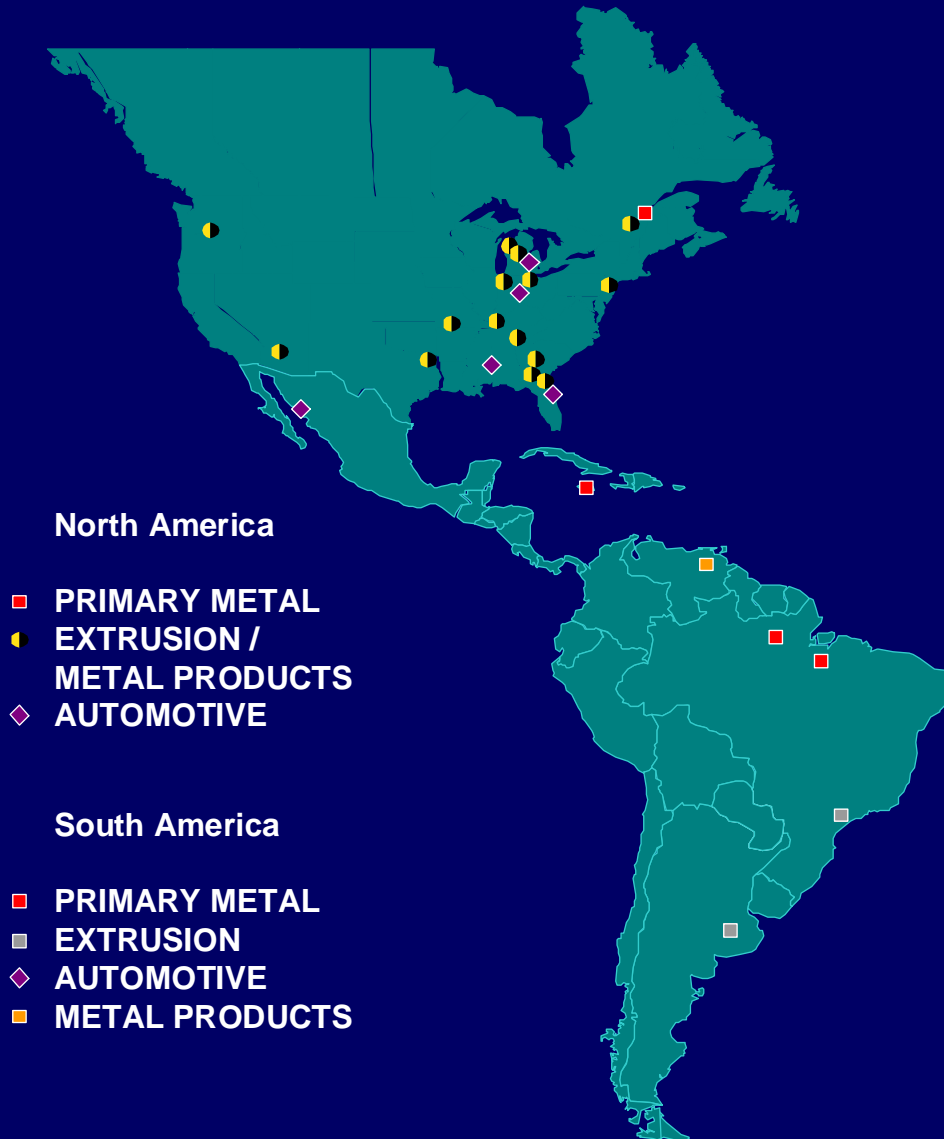 North America
PRIMARY METAL
EXTRUSION /
METAL PRODUCTS
AUTOMOTIVE
South America
PRIMARY METAL
EXTRUSION
AUTOMOTIVE
METAL PRODUCTS